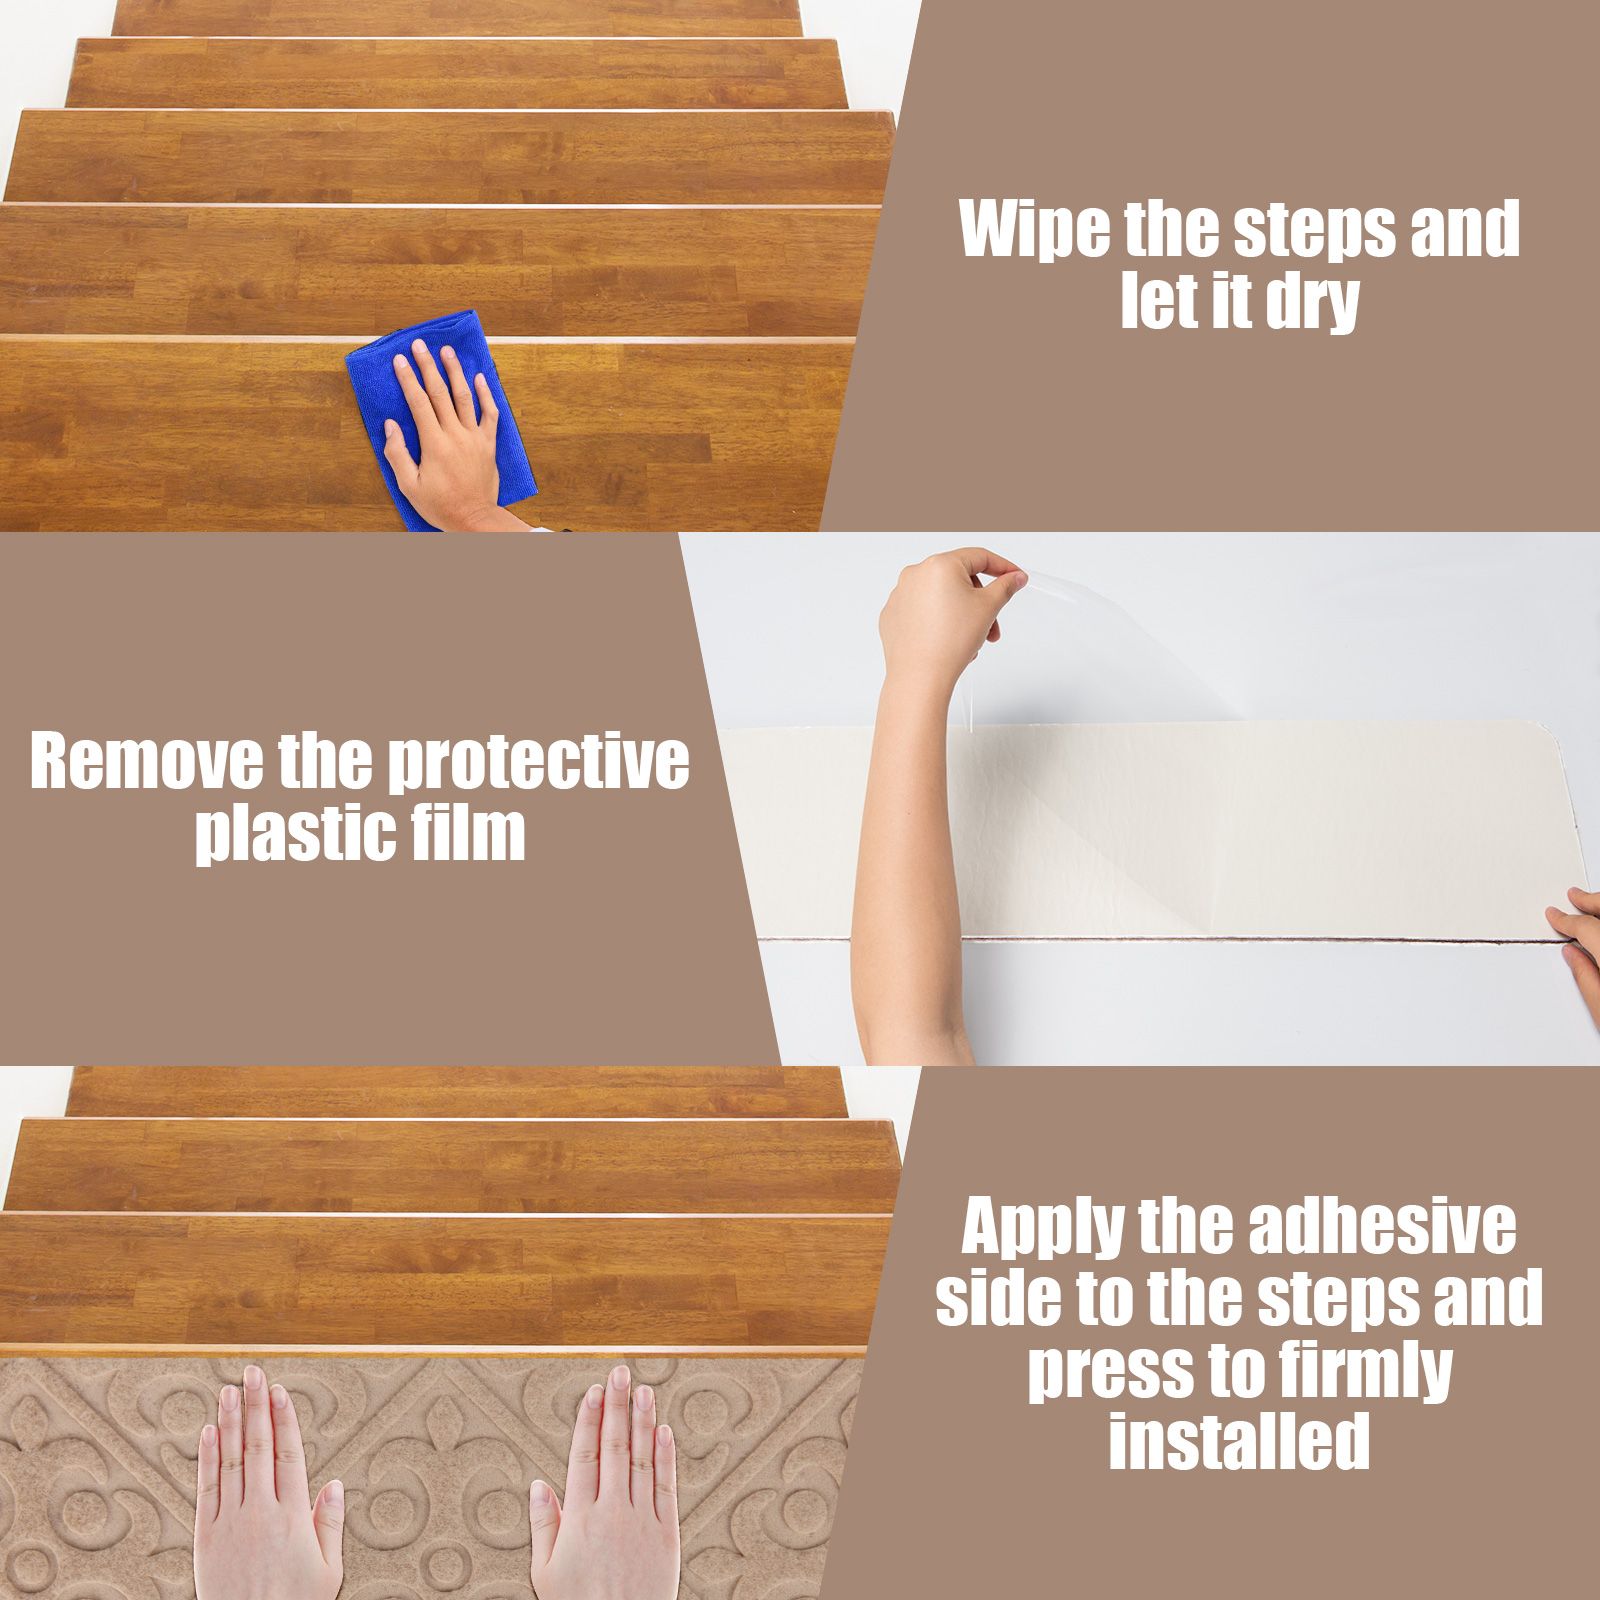 Wipe the steps and
let it dry
Remove the protective
plastic film
Apply the adhesive
side to the steps and
press to firmly
installed